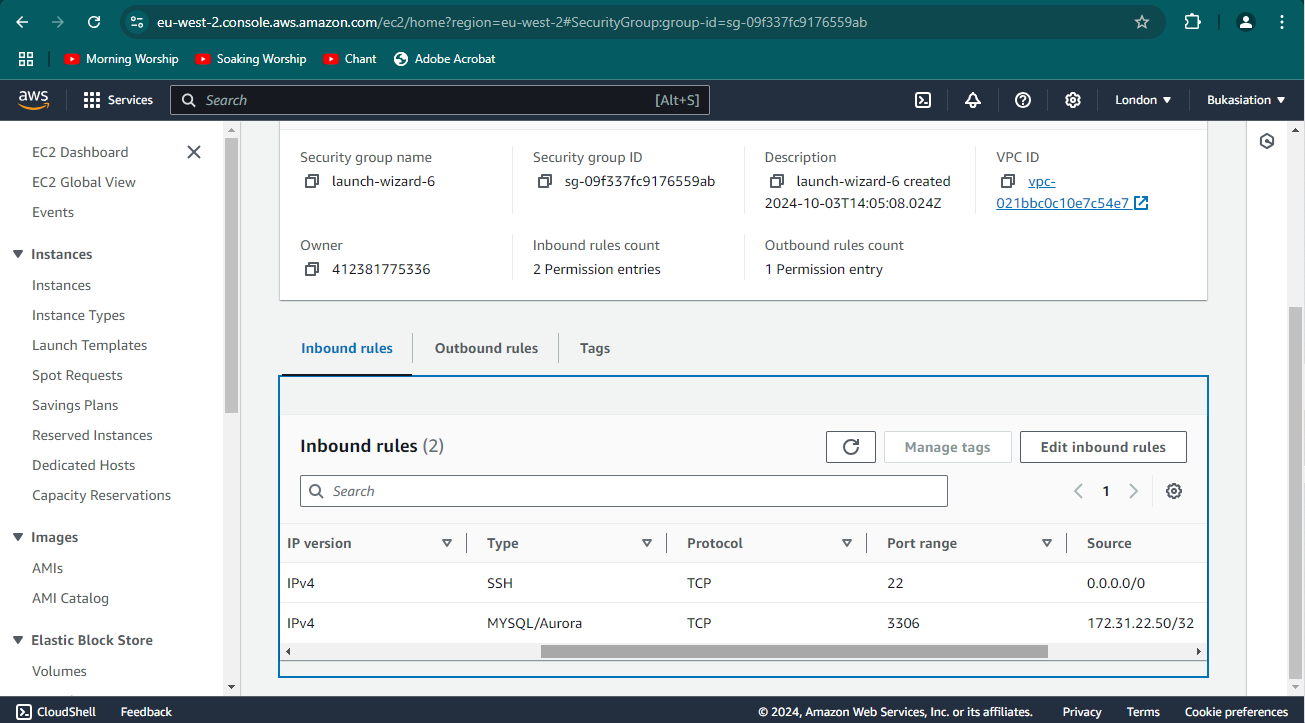 eu-west-2.console.aws.amazon.com/ec2/home?region=eu-west-2#SecurityGroup:group-id=sg-09f337fc9176559ab
Morning Worship Soaking Worship Chant Adobe Acrobat
aws Services Search [Alt+S] London Bukasiation
EC2 Dashboard
EC2 Global View
Events
Instances
Instances
Instance Types
Launch Templates
Spot Requests
Savings Plans
Reserved Instances
Dedicated Hosts
Capacity Reservations
Images
AMIs
AMI Catalog
Elastic Block Store
Volumes
Security group name
launch-wizard-6
Security group ID
sg-09f337fc9176559ab
Description
launch-wizard-6 created
2024-10-03T14:05:08.024Z
VPC ID
vpc-
021bbc0c10e7c54e7
Owner
412381775336
Inbound rules count
2 Permission entries
Outbound rules count
1 Permission entry
Inbound rules Outbound rules Tags
Inbound rules (2) Manage tags Edit inbound rules
Search 1
IP version Type Protocol Port range Source
IPv4 SSH TCP 22 0.0.0.0/0
IPv4 MYSQL/Aurora TCP 3306 172.31.22.50/32
CloudShell Feedback © 2024, Amazon Web Services, Inc. or its affiliates. Privacy Terms Cookie preferences